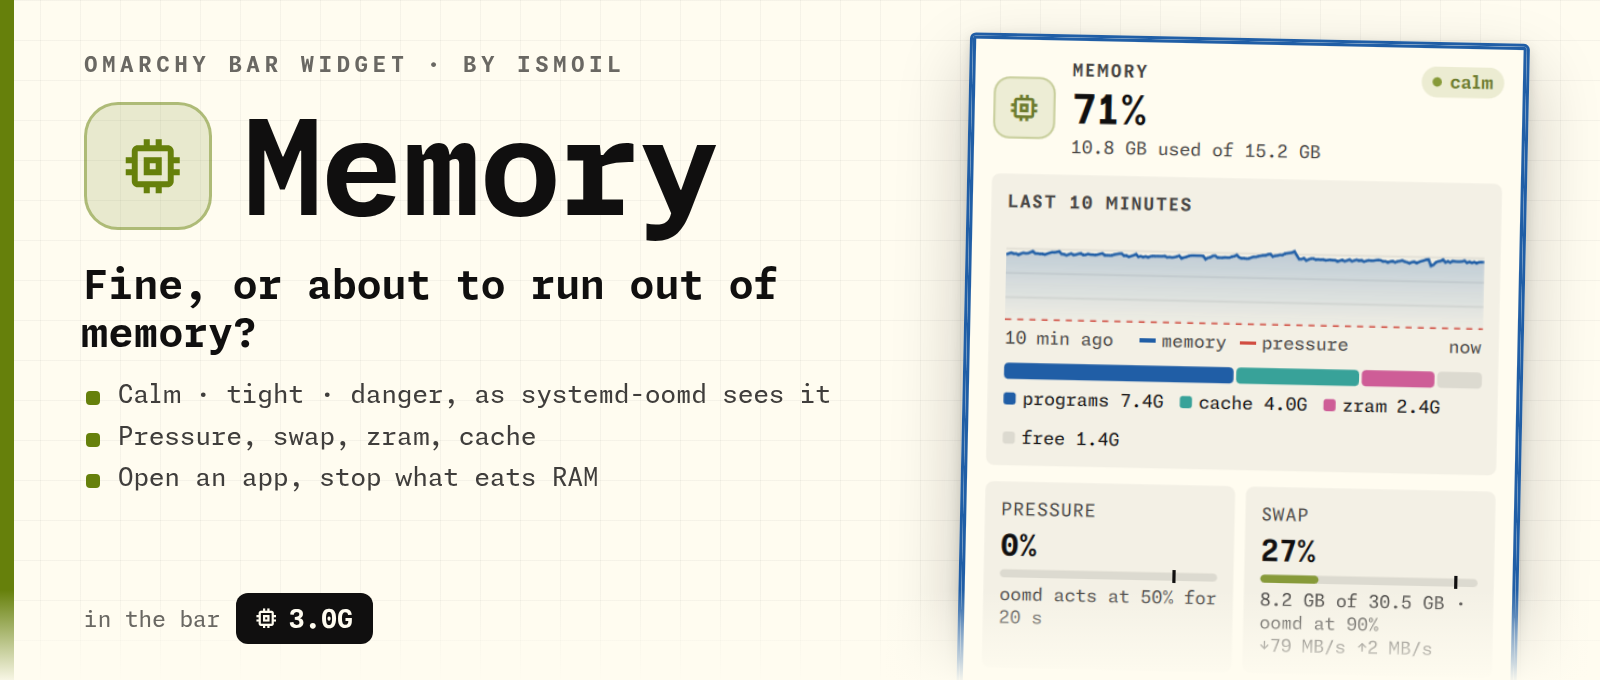 OMARCHY BAR WIDGET · BY ISMOIL
Memory
Fine, or about to run out of
memory?
Calm · tight · danger, as systemd-oomd sees it
Pressure, swap, zram, cache
Open an app, stop what eats RAM
in the bar
3.0G
MEMORY
71%
10.8 GB used of 15.2 GB
calm
LAST 10 MINUTES
10 min ago memory pressure now
programs 7.4G cache 4.0G zram 2.4G
free 1.4G
PRESSURE
0%
oomd acts at 50% for
20 s
SWAP
27%
8.2 GB of 30.5 GB ·
oomd at 90%
↓79 MB/s ↑2 MB/s